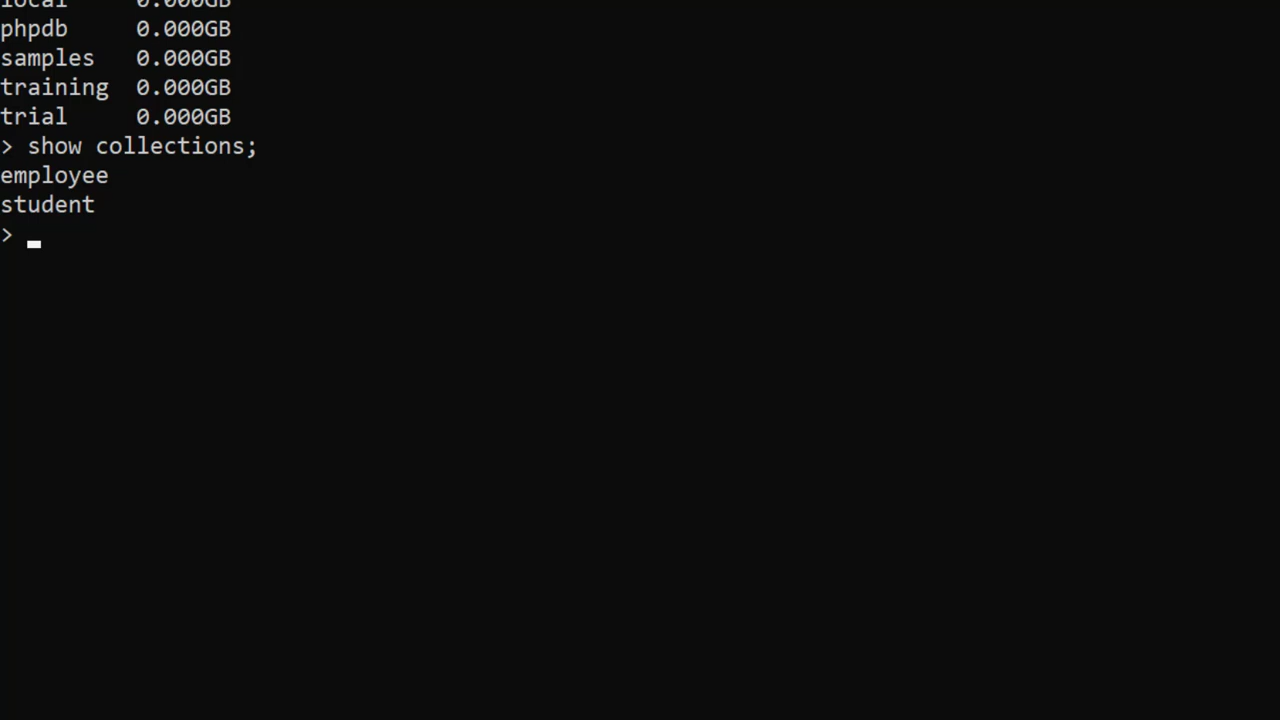 local 0.000GB
phpdb 0.000GB
samples 0.000GB
training 0.000GB
trial 0.000GB
> show collections;
employee
student
>